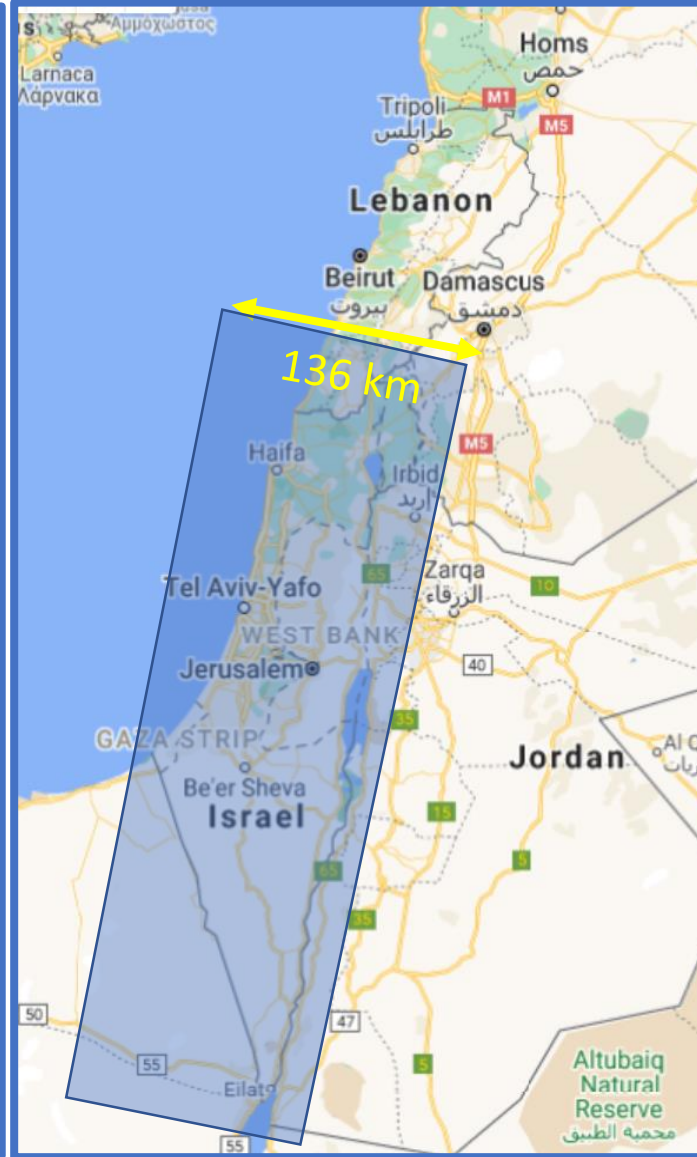 Αμμόχωστος
Larnaca
Λάρνακα
Homs
حمص
M1
Tripoli
طرابلس
M5
Lebanon
Beirut
بيروت
Damascus
دمشق
136 km
M5
Haifa
Irbid
إربد
65
Zarqa
الزرقاء
10
Tel Aviv-Yafo
WEST BANK
Jerusalem
40
35
GAZA STRIP
Jordan
Be'er Sheva
Israel
15
65
5
35
50
47
55
5
Eilat
Altubaiq
Natural
Reserve
محمية الطبيق
55